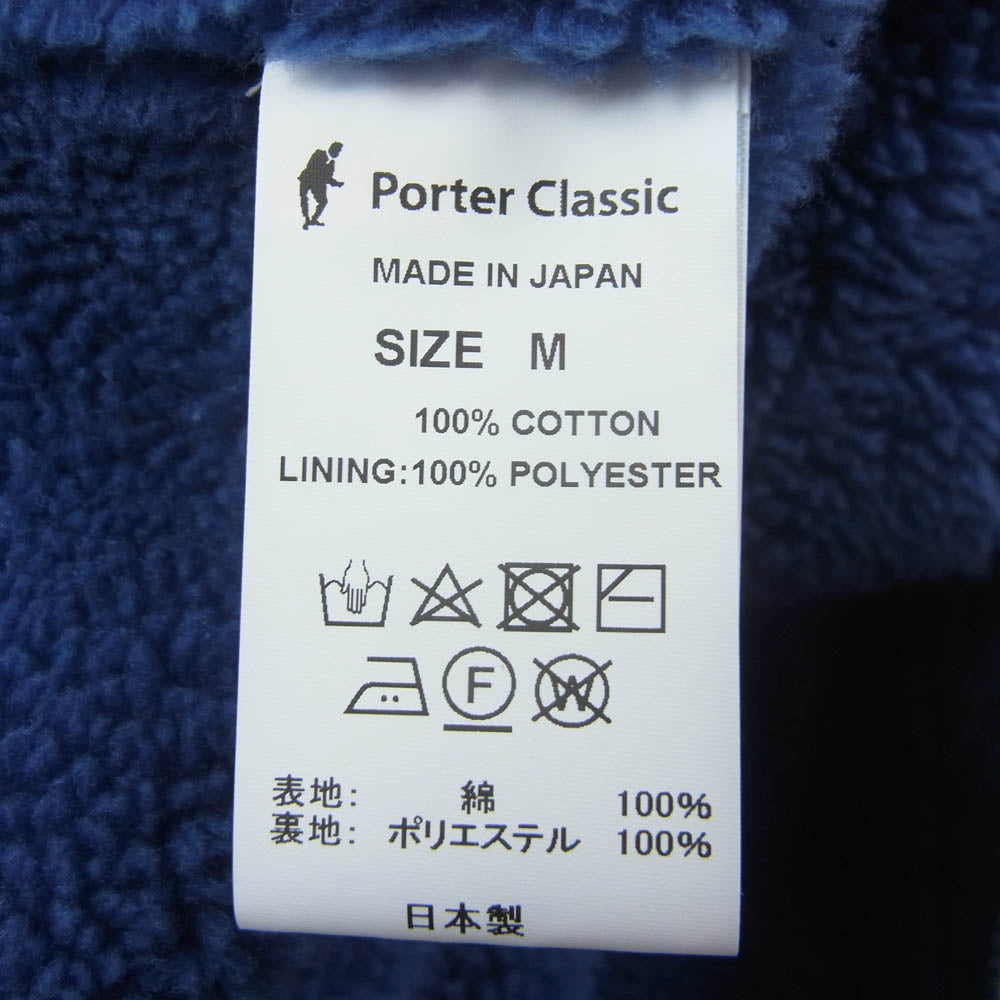 Porter Classic
MADE IN JAPAN
SIZE M
100% COTTON
LINING:100% POLYESTER
F W
表地: 綿 100%
裏地: ポリエステル 100%
日本製